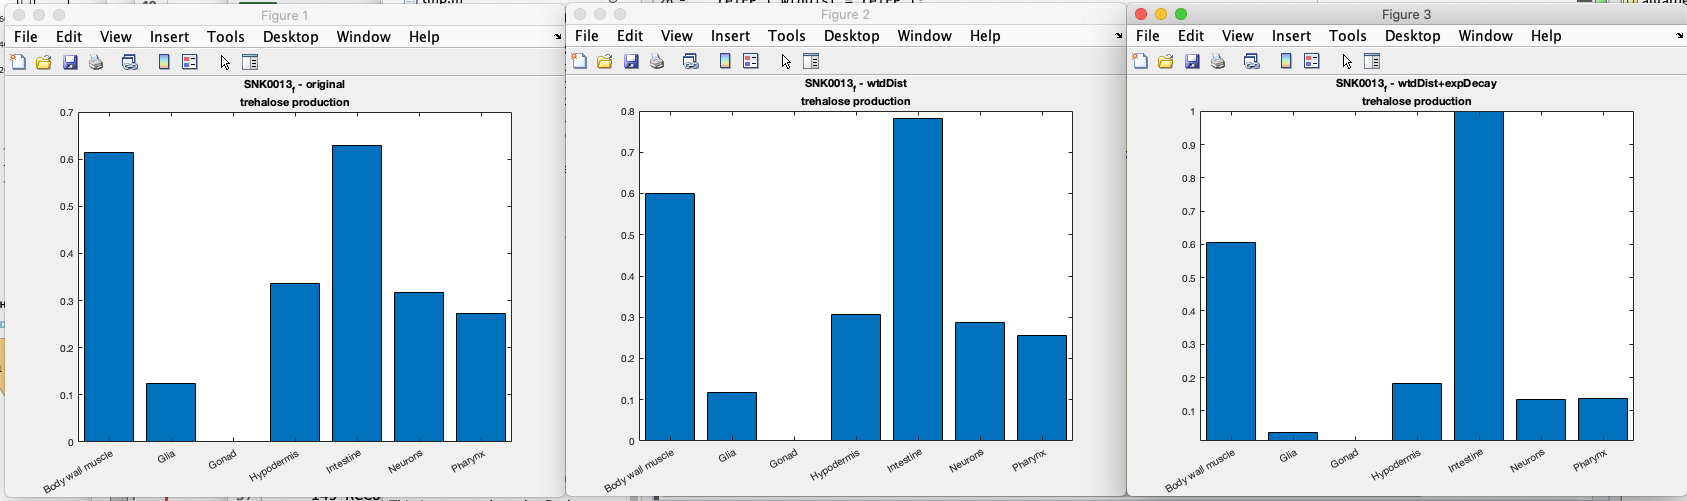 Figure 1
File Edit View Insert Tools Desktop Window Help
SNK0013f - original
trehalose production
0.7
0.6
0.5
0.4
0.3
0.2
0.1
0
Body wall muscle
Glia
Gonad
Hypodermis
Intestine
Neurons
Pharynx
Figure 2
File Edit View Insert Tools Desktop Window Help
SNK0013f - wtdDist
trehalose production
0.8
0.7
0.6
0.5
0.4
0.3
0.2
0.1
0
Body wall muscle
Glia
Gonad
Hypodermis
Intestine
Neurons
Pharynx
Figure 3
File Edit View Insert Tools Desktop Window Help
SNK0013f - wtdDist+expDecay
trehalose production
1
0.9
0.8
0.7
0.6
0.5
0.4
0.3
0.2
0.1
Body wall muscle
Glia
Gonad
Hypodermis
Intestine
Neurons
Pharynx